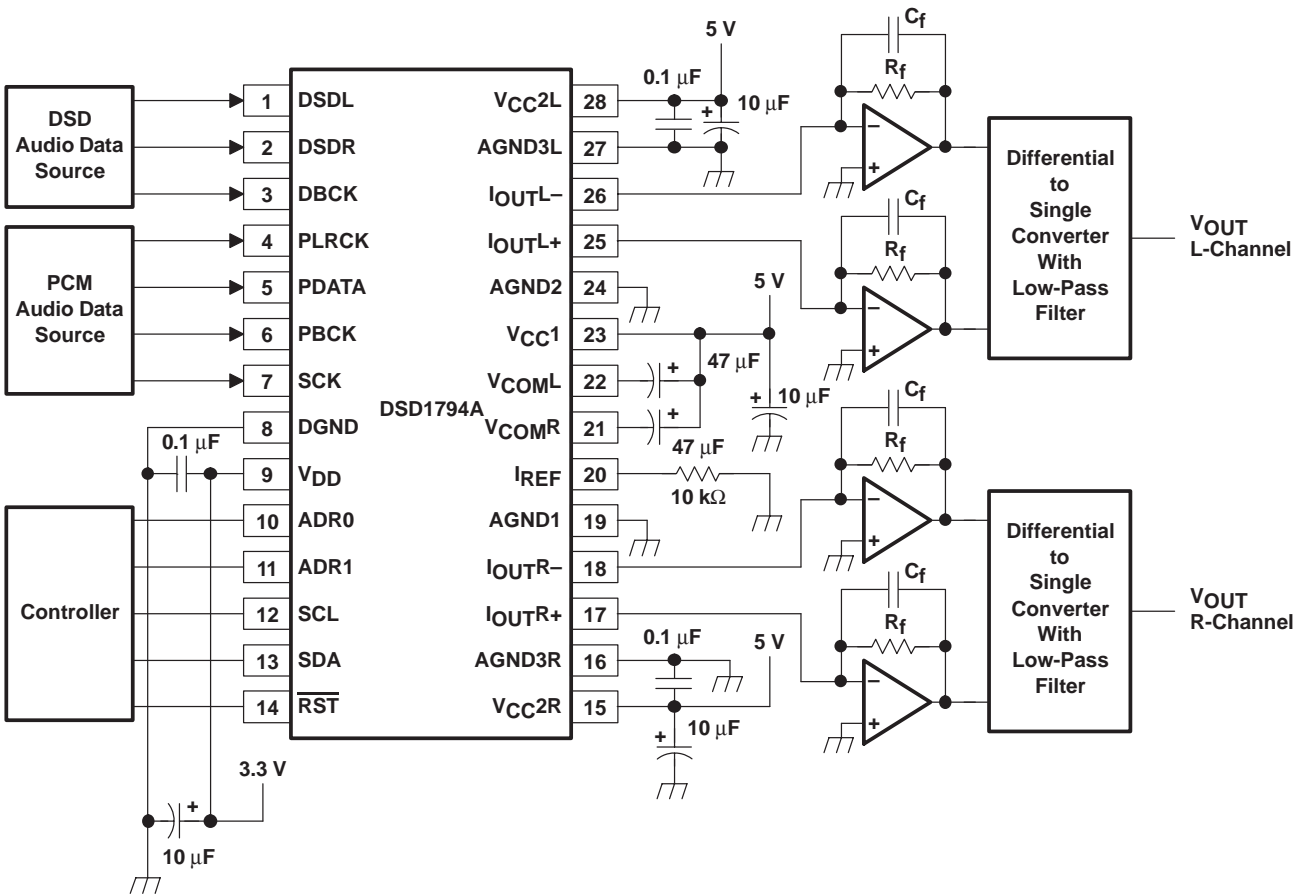 DSD
Audio Data
Source
PCM
Audio Data
Source
Controller
1 DSDL
2 DSDR
3 DBCK
4 PLRCK
5 PDATA
6 PBCK
7 SCK
8 DGND
9 VDD
10 ADR0
11 ADR1
12 SCL
13 SDA
14 RST
0.1 μF
3.3 V
+
10 μF
DSD1794A
VCC2L 28
AGND3L 27
IOUTL– 26
IOUTL+ 25
AGND2 24
VCC1 23
VCOML 22
VCOMR 21
IREF 20
AGND1 19
IOUTR– 18
IOUTR+ 17
AGND3R 16
VCC2R 15
5 V
0.1 μF
+
10 μF
5 V
47 μF
+
+
+
10 μF
47 μF
10 kΩ
0.1 μF
5 V
10 μF
+
Cf
Rf
–
+
Cf
Rf
–
+
Cf
Rf
–
+
Cf
Rf
–
+
Differential
to
Single
Converter
With
Low-Pass
Filter
VOUT
L-Channel
Differential
to
Single
Converter
With
Low-Pass
Filter
VOUT
R-Channel